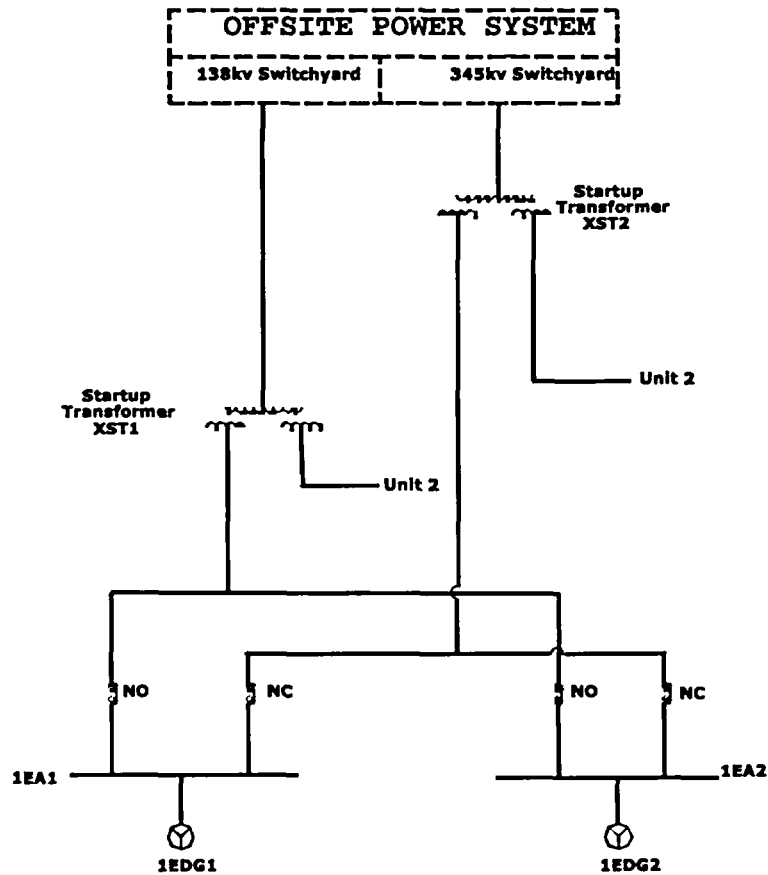 OFFSITE POWER SYSTEM
138kv Switchyard
345kv Switchyard
Startup
Transformer
XST2
Unit 2
Startup
Transformer
XST1
Unit 2
NO
NC
NO
NC
1EA1
1EA2
1EDG1
1EDG2